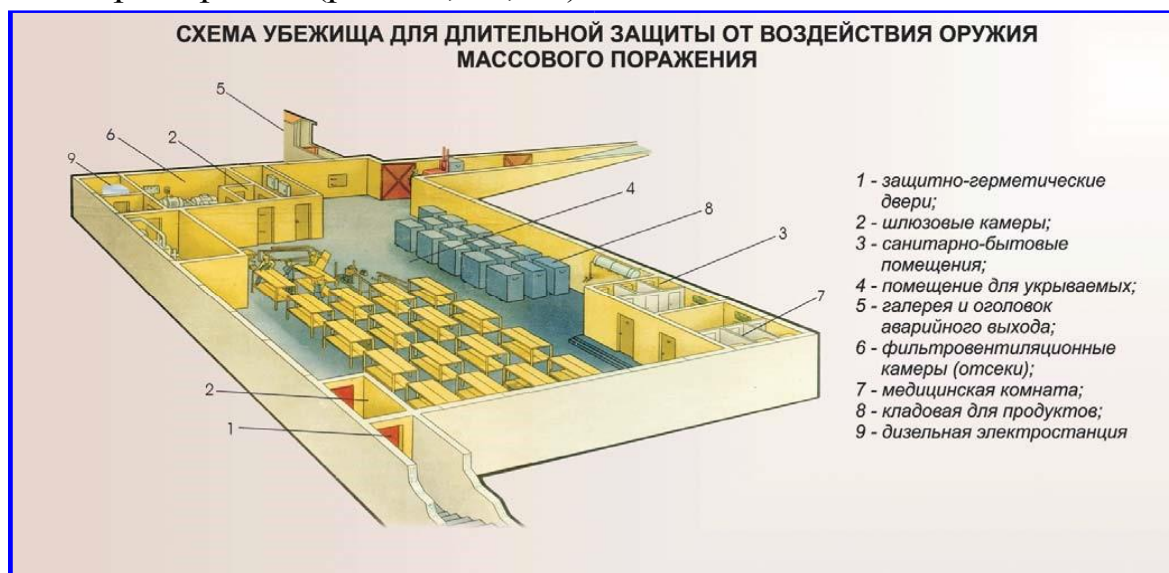 СХЕМА УБЕЖИЩА ДЛЯ ДЛИТЕЛЬНОЙ ЗАЩИТЫ ОТ ВОЗДЕЙСТВИЯ ОРУЖИЯ
МАССОВОГО ПОРАЖЕНИЯ
5
6
2
9
4
8
3
7
2
1
1 - защитно-герметические
двери;
2 - шлюзовые камеры;
3 - санитарно-бытовые
помещения;
4 - помещение для укрываемых;
5 - галерея и оголовок
аварийного выхода;
6 - фильтровентиляционные
камеры (отсеки);
7 - медицинская комната;
8 - кладовая для продуктов;
9 - дизельная электростанция